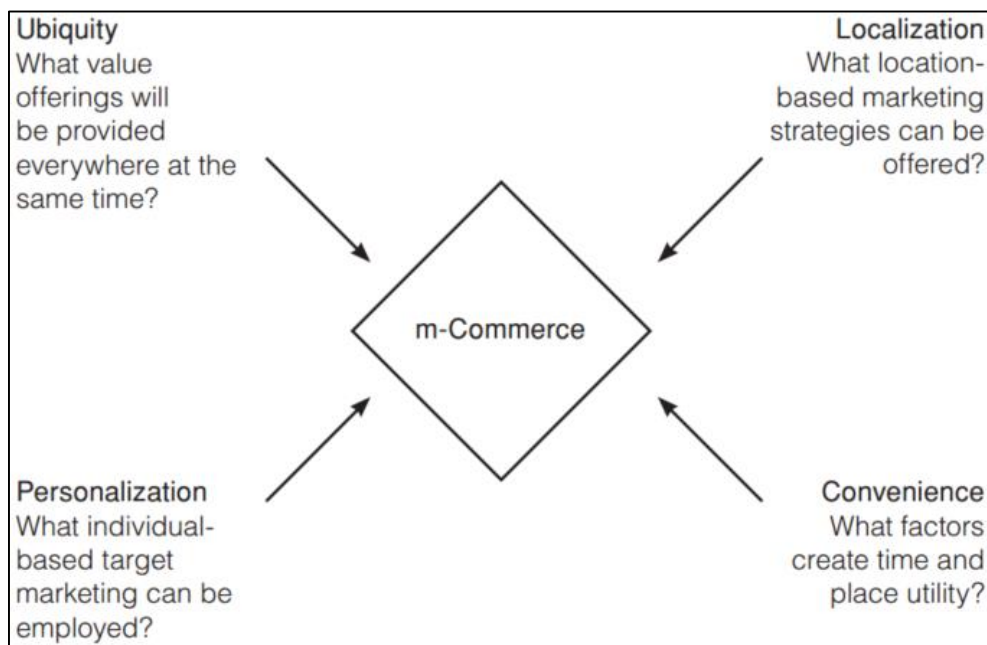 Ubiquity
What value
offerings will
be provided
everywhere at the
same time?
Localization
What location-
based marketing
strategies can be
offered?
m-Commerce
Personalization
What individual-
based target
marketing can be
employed?
Convenience
What factors
create time and
place utility?